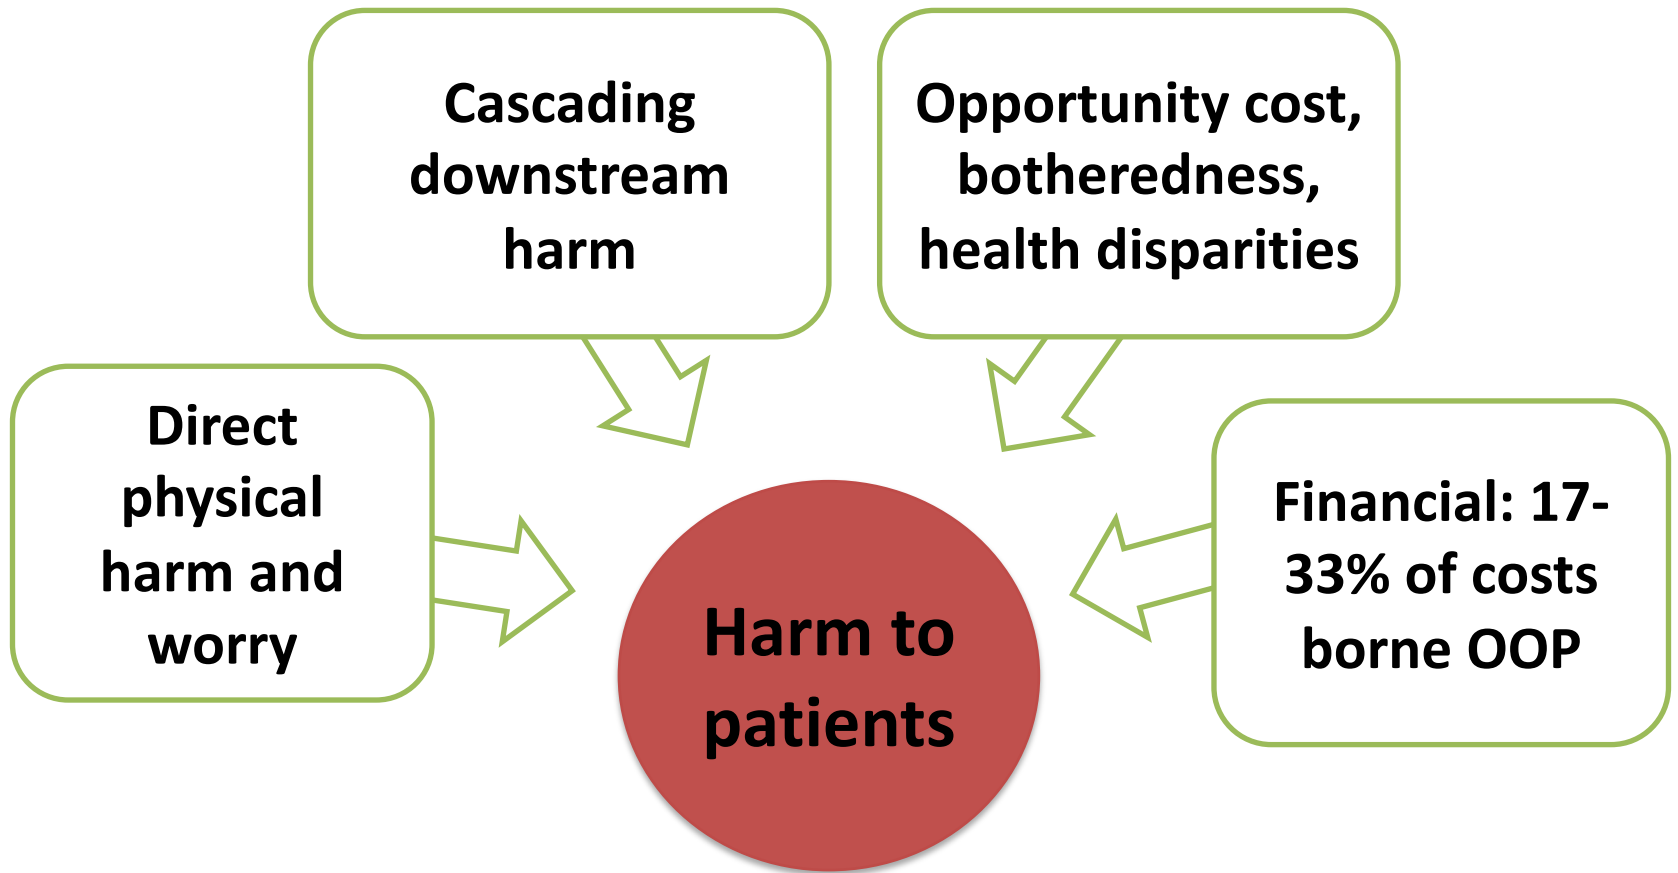 Cascading
downstream
harm
Opportunity cost,
botheredness,
health disparities
Direct
physical
harm and
worry
Financial: 17-
33% of costs
borne OOP
Harm to
patients